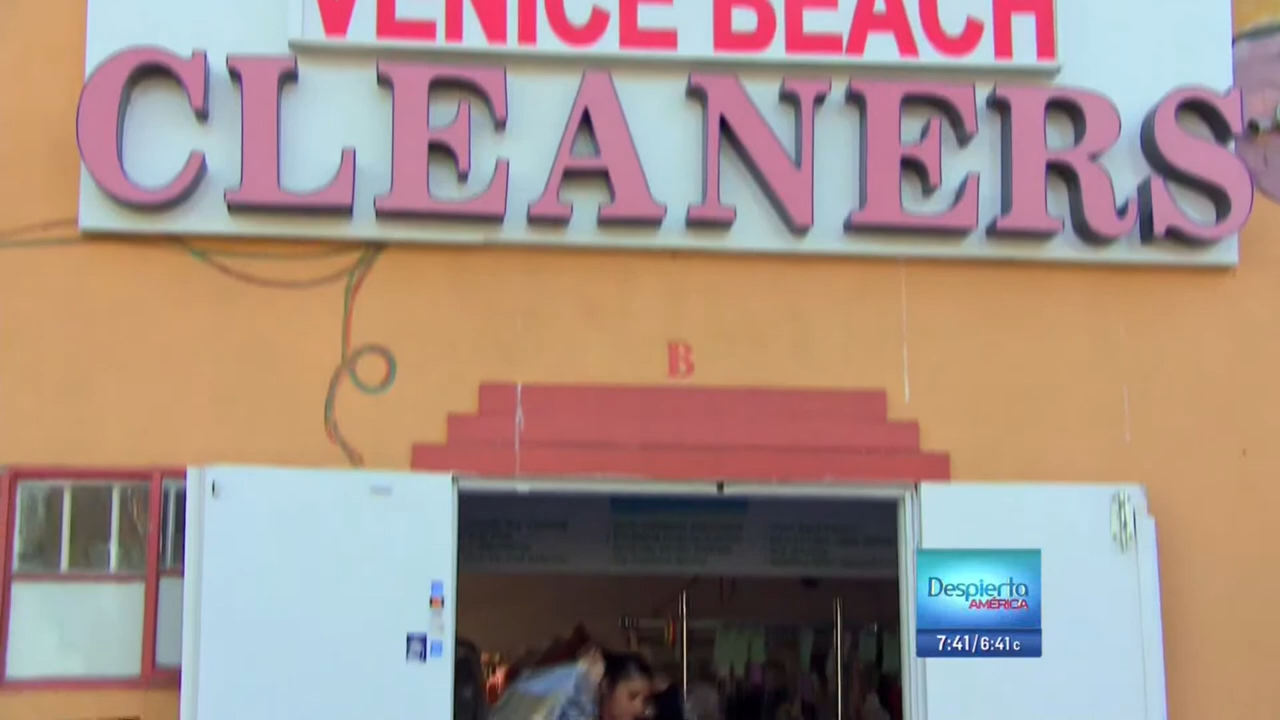 VENICE BEACH
CLEANERS
B
Despierta
AMÉRICA
7:41/6:41c